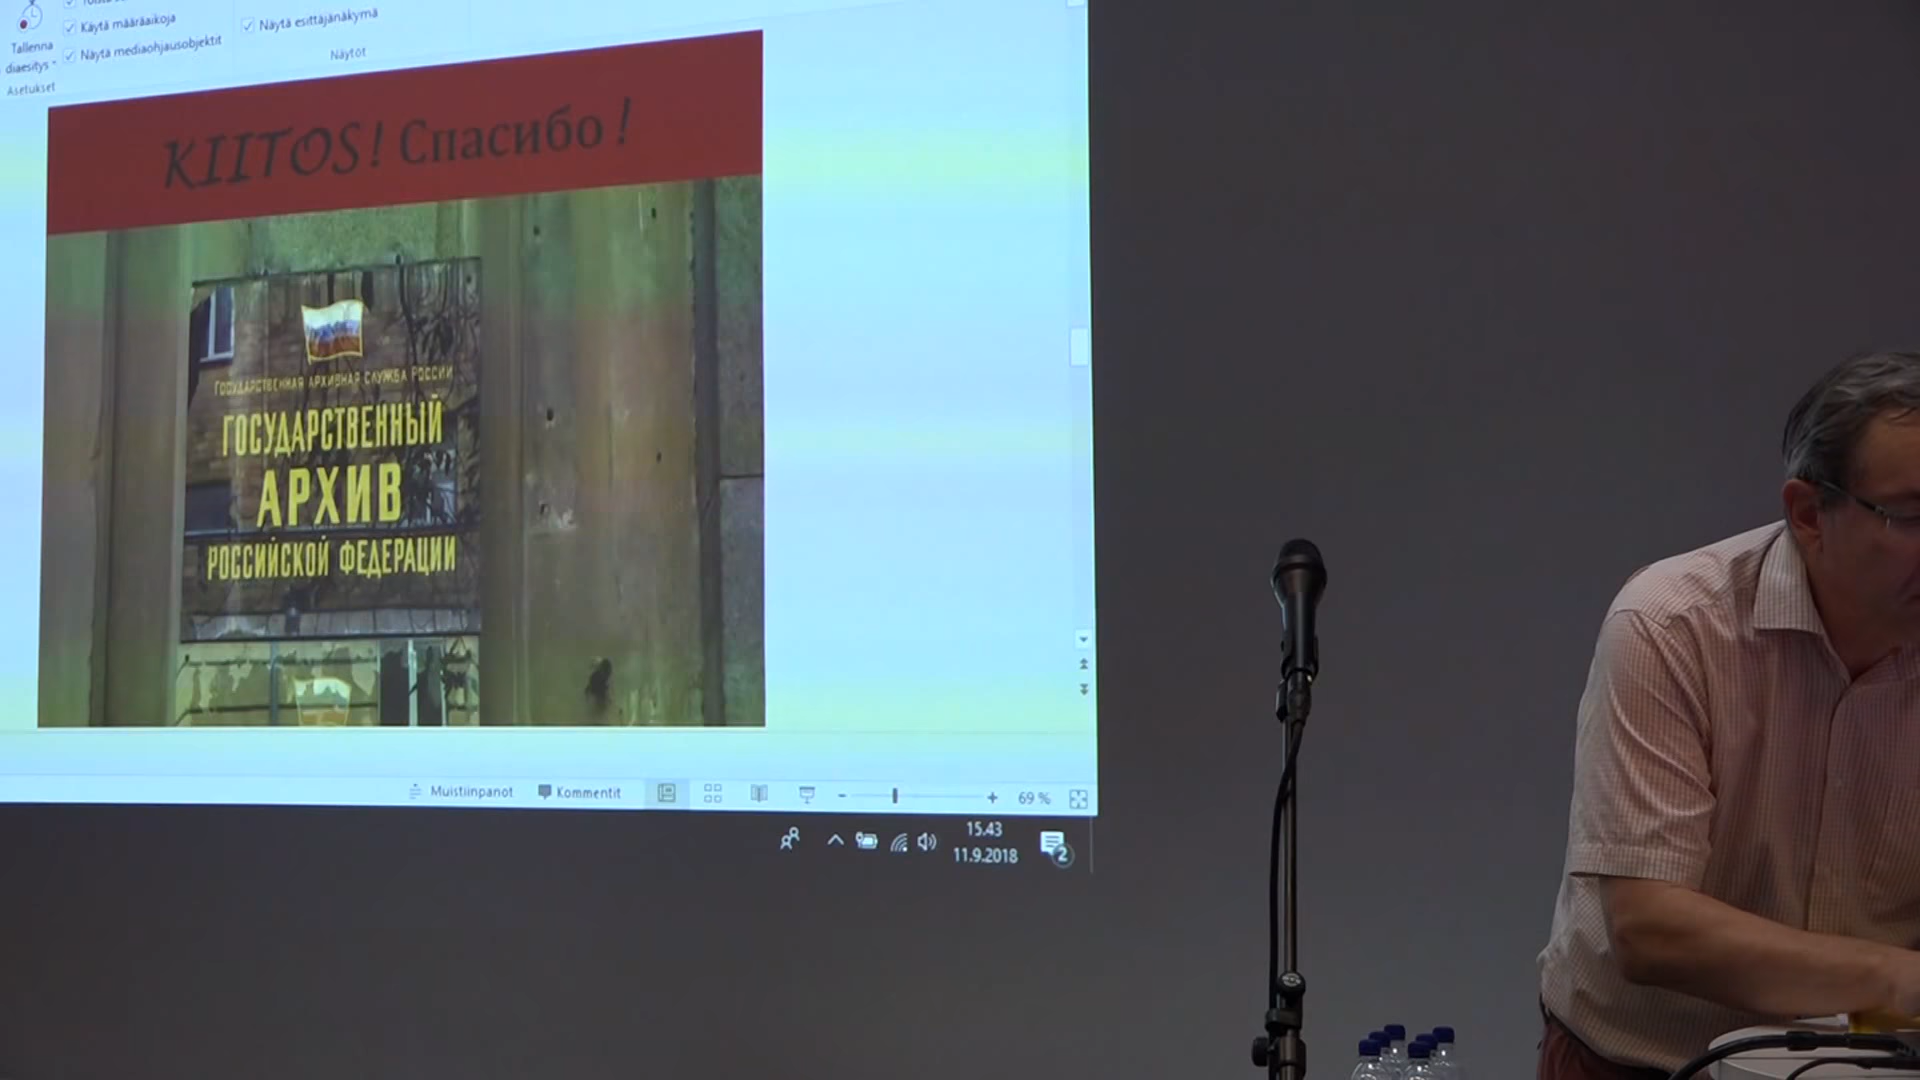 Käytä määräaikoja
Näytä esittäjänäkymä
Tallenna
diaesitys
Näytä mediaohjausobjektit
Asetukset
Näytöt
KIITOS! Спасибо!
ГОСУДАРСТВЕННАЯ АРХИВНАЯ СЛУЖБА РОССИИ
ГОСУДАРСТВЕННЫЙ
АРХИВ
РОССИЙСКОЙ ФЕДЕРАЦИИ
Muistiinpanot
Kommentit
69 %
15.43
11.9.2018
2